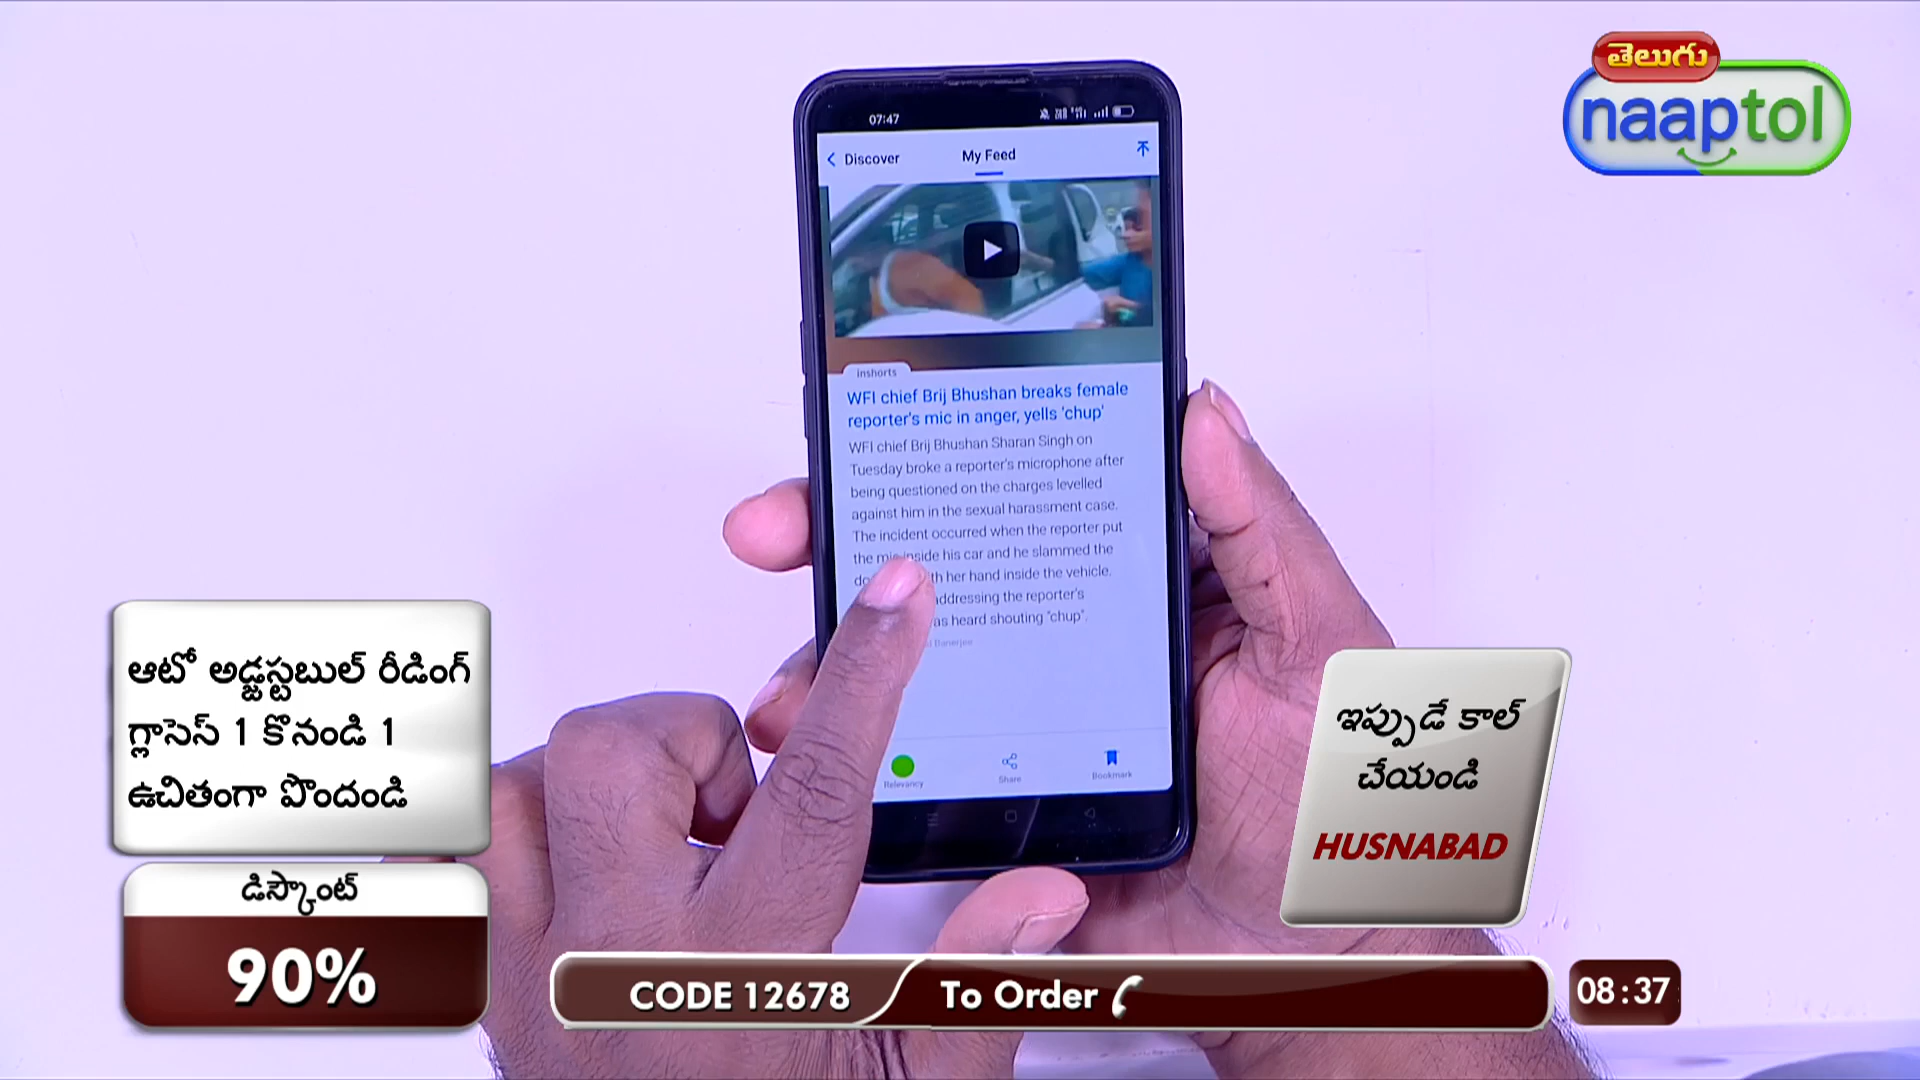 తెలుగు
naaptol
07:47
Discover
My Feed
inshorts
WFI chief Brij Bhushan breaks female
reporter's mic in anger, yells 'chup'
WFI chief Brij Bhushan Sharan Singh on
Tuesday broke a reporter's microphone after
being questioned on the charges levelled
against him in the sexual harassment case.
The incident occurred when the reporter put
the mic inside his car and he slammed the
her hand inside the vehicle.
addressing the reporter's
as heard shouting "chup".
Banerjee
Relevancy
Share
Bookmark
ఆటో అడ్జస్టబుల్ రీడింగ్
గ్లాసెస్ 1 కొనండి 1
ఉచితంగా పొందండి
డిస్కౌంట్
90%
ఇప్పుడే కాల్
చేయండి
HUSNABAD
CODE 12678
To Order
08:37